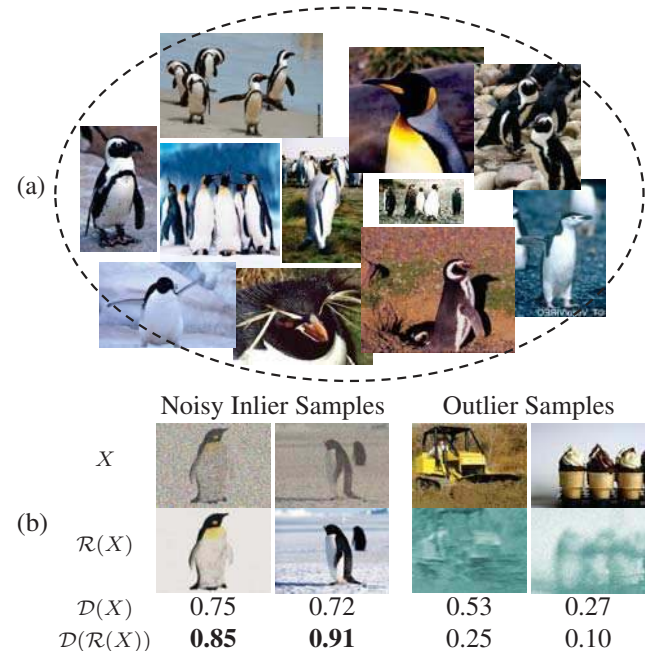 (a)
Noisy Inlier Samples Outlier Samples
X
(b)
R(X)
D(X) 0.75 0.72 0.53 0.27
D(R(X)) 0.85 0.91 0.25 0.10